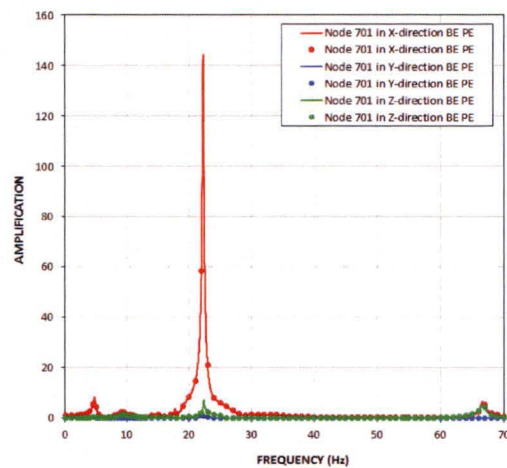 160
140
120
100
80
60
40
20
0
AMPLIFICATION
Node 701 in X-direction BE PE
Node 701 in X-direction BE PE
Node 701 in Y-direction BE PE
Node 701 in Y-direction BE PE
Node 701 in Z-direction BE PE
Node 701 in Z-direction BE PE
0 10 20 30 40 50 60 70
FREQUENCY (Hz)